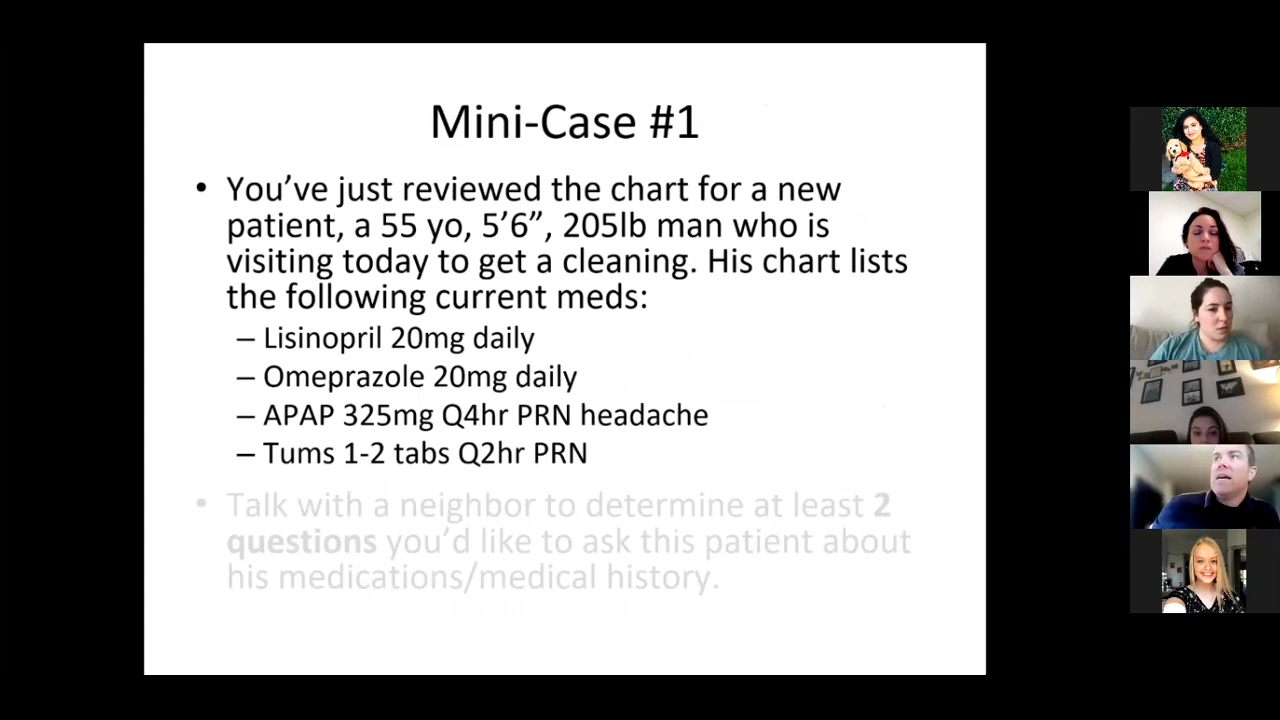 Mini-Case #1
• You’ve just reviewed the chart for a new
patient, a 55 yo, 5’6”, 205lb man who is
visiting today to get a cleaning. His chart lists
the following current meds:
– Lisinopril 20mg daily
– Omeprazole 20mg daily
– APAP 325mg Q4hr PRN headache
– Tums 1-2 tabs Q2hr PRN
• Talk with a neighbor to determine at least 2
questions you’d like to ask this patient about
his medications/medical history.